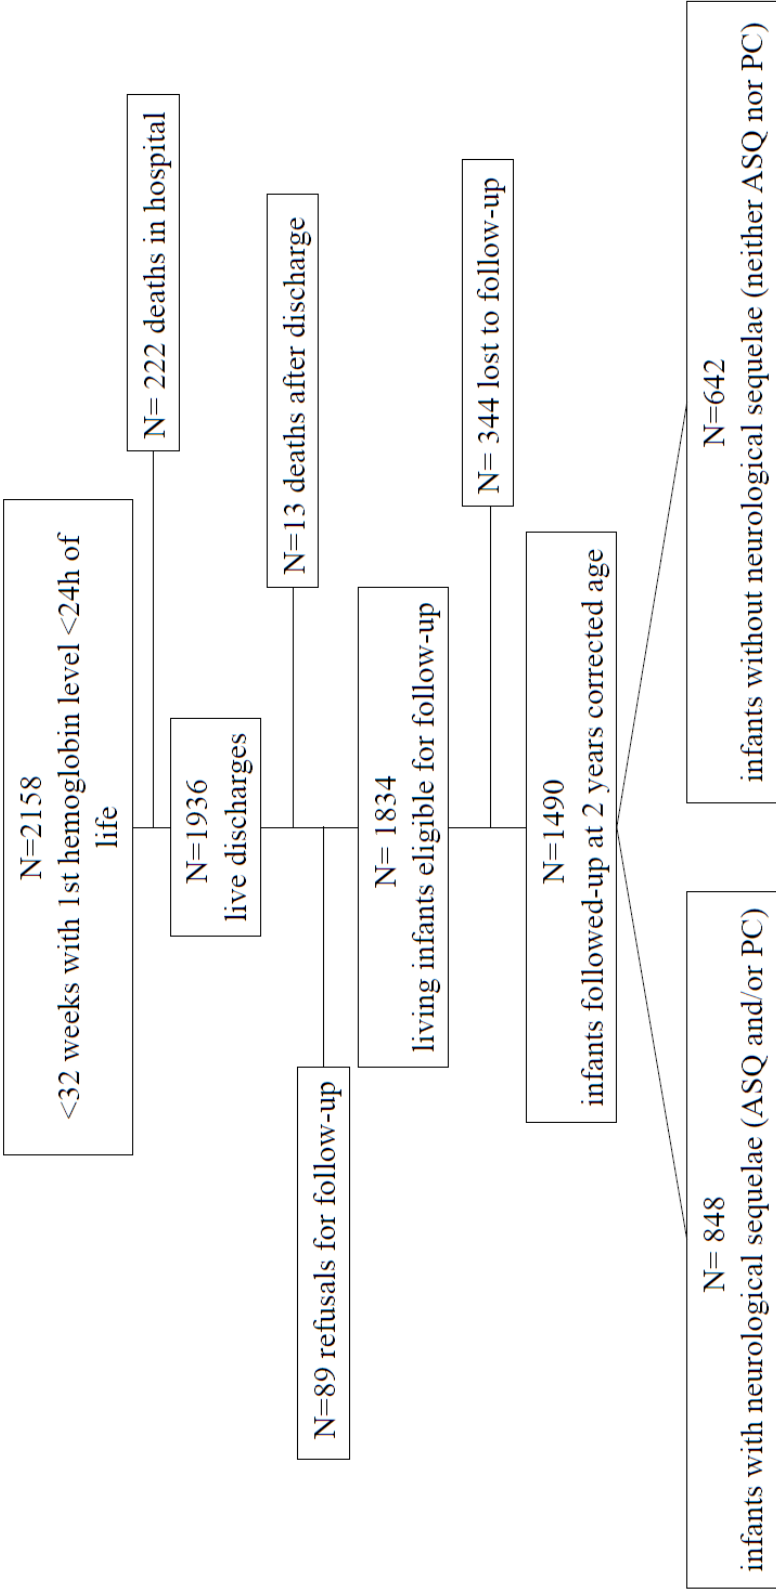 N=2158
<32 weeks with 1st hemoglobin level <24h of
life
N= 222 deaths in hospital
N=1936
live discharges
N=13 deaths after discharge
N=89 refusals for follow-up
N= 1834
living infants eligible for follow-up
N= 344 lost to follow-up
N=1490
infants followed-up at 2 years corrected age
N= 848
infants with neurological sequelae (ASQ and/or PC)
N=642
infants without neurological sequelae (neither ASQ nor PC)